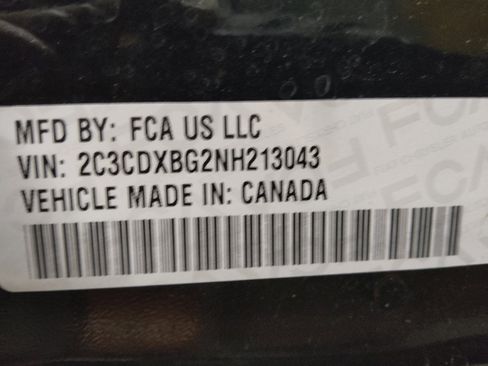 MFD BY: FCA US LLC
VIN: 2C3CDXBG2NH213043
VEHICLE MADE IN: CANADA